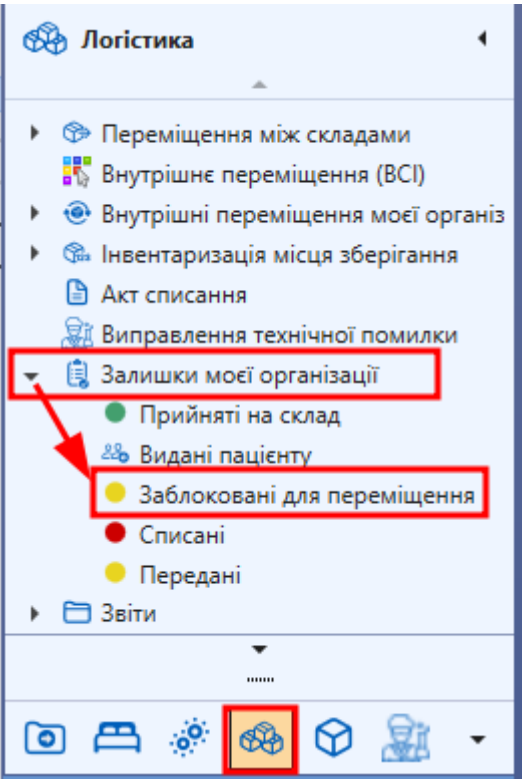 Логістика
Переміщення між складами
Внутрішнє переміщення (ВСІ)
Внутрішні переміщення моєї організ
Інвентаризація місця зберігання
Акт списання
Виправлення технічної помилки
Залишки моєї організації
Прийняті на склад
Видані пацієнту
Заблоковані для переміщення
Списані
Передані
Звіти